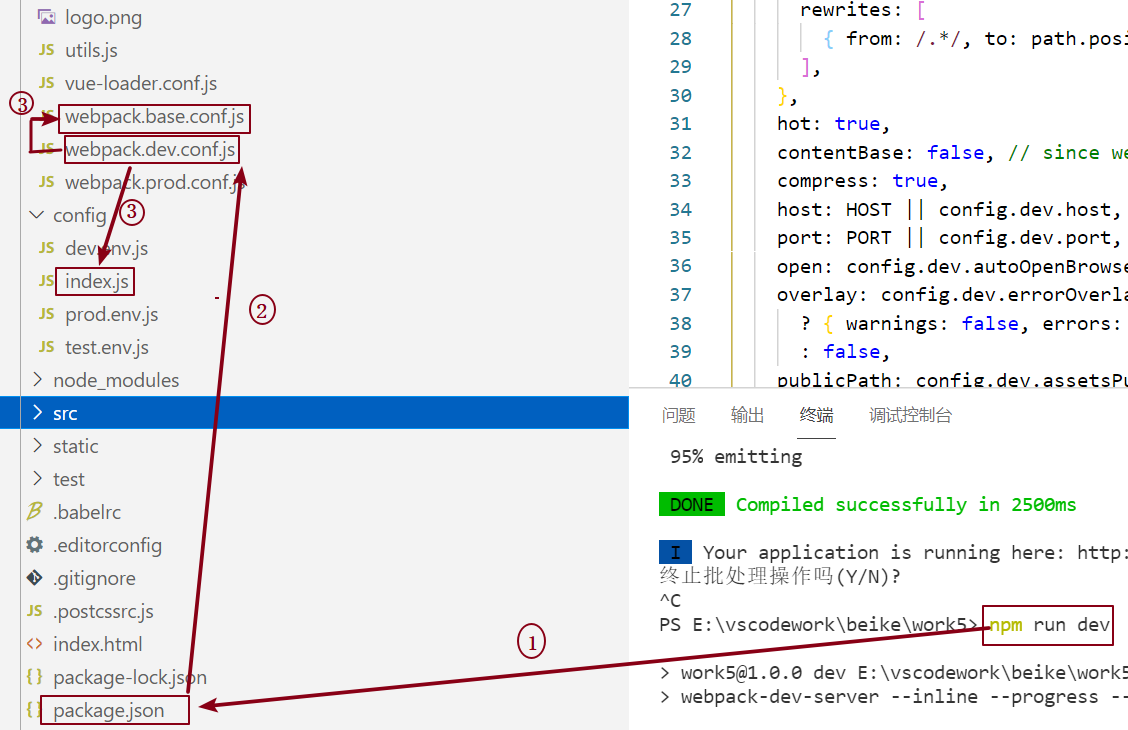 logo.png
JS utils.js
JS vue-loader.conf.js
③
webpack.base.conf.js
JS webpack.dev.conf.js
JS webpack.prod.conf.js
config
③
JS dev.env.js
JS index.js
②
JS prod.env.js
JS test.env.js
node_modules
src
static
test
.babelrc
.editorconfig
.gitignore
JS .postcssrc.js
<> index.html
①
{} package-lock.json
{} package.json
27 rewrites: [
28 { from: /.*/, to: path.posi
29 ],
30 },
31 hot: true,
32 contentBase: false, // since we
33 compress: true,
34 host: HOST || config.dev.host,
35 port: PORT || config.dev.port,
36 open: config.dev.autoOpenBrowse
37 overlay: config.dev.errorOverla
38 ? { warnings: false, errors:
39 : false,
40 publicPath: config.dev.assetsPu
问题 输出 终端 调试控制台
95% emitting
DONE Compiled successfully in 2500ms
I Your application is running here: http:
终止批处理操作吗(Y/N)?
^C
PS E:\vscodework\beike\work5> npm run dev
> work5@1.0.0 dev E:\vscodework\beike\work5
> webpack-dev-server --inline --progress --